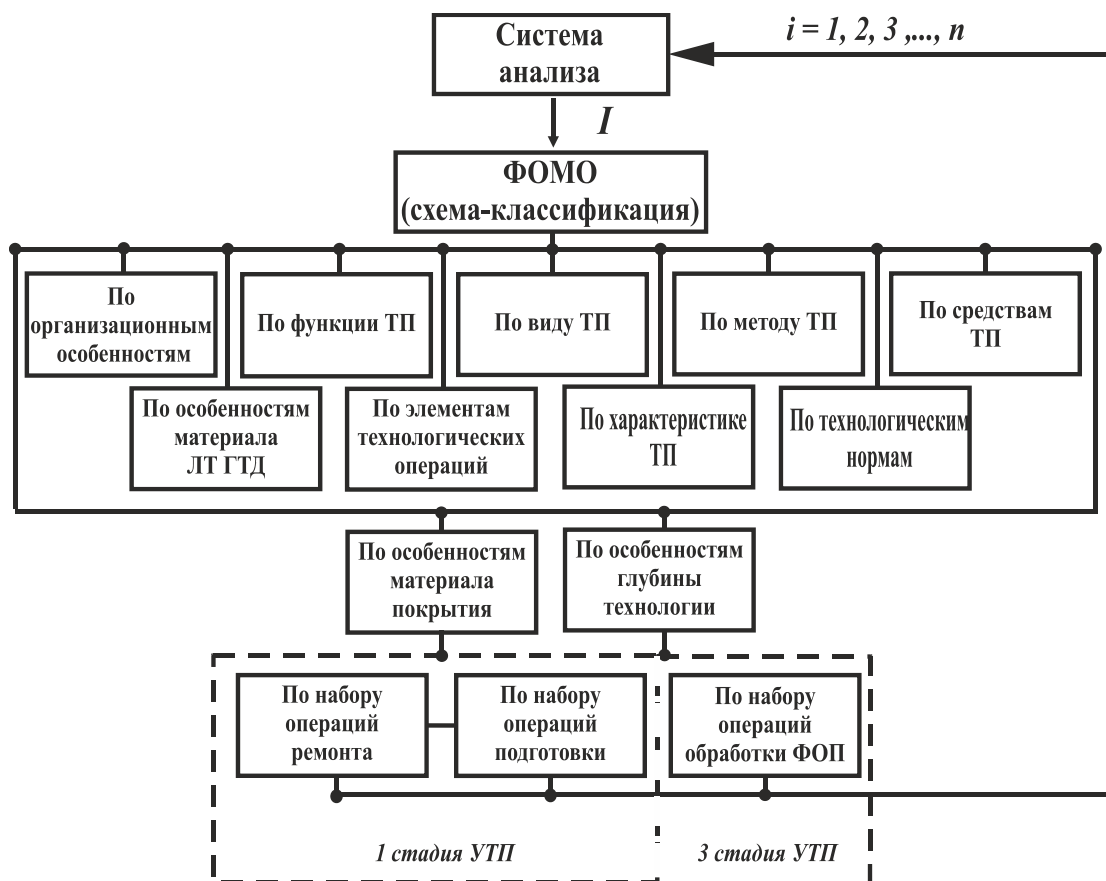 Система
анализа
i = 1, 2, 3 ,..., n
I
ФОМО
(схема-классификация)
По
организационным
особенностям
По функции ТП
По виду ТП
По методу ТП
По средствам
ТП
По особенностям
материала
ЛТ ГТД
По элементам
технологических
операций
По характеристике
ТП
По технологическим
нормам
По особенностям
материала
покрытия
По особенностям
глубины
технологии
По набору
операций
ремонта
По набору
операций
подготовки
По набору
операций
обработки ФОП
1 стадия УТП
3 стадия УТП